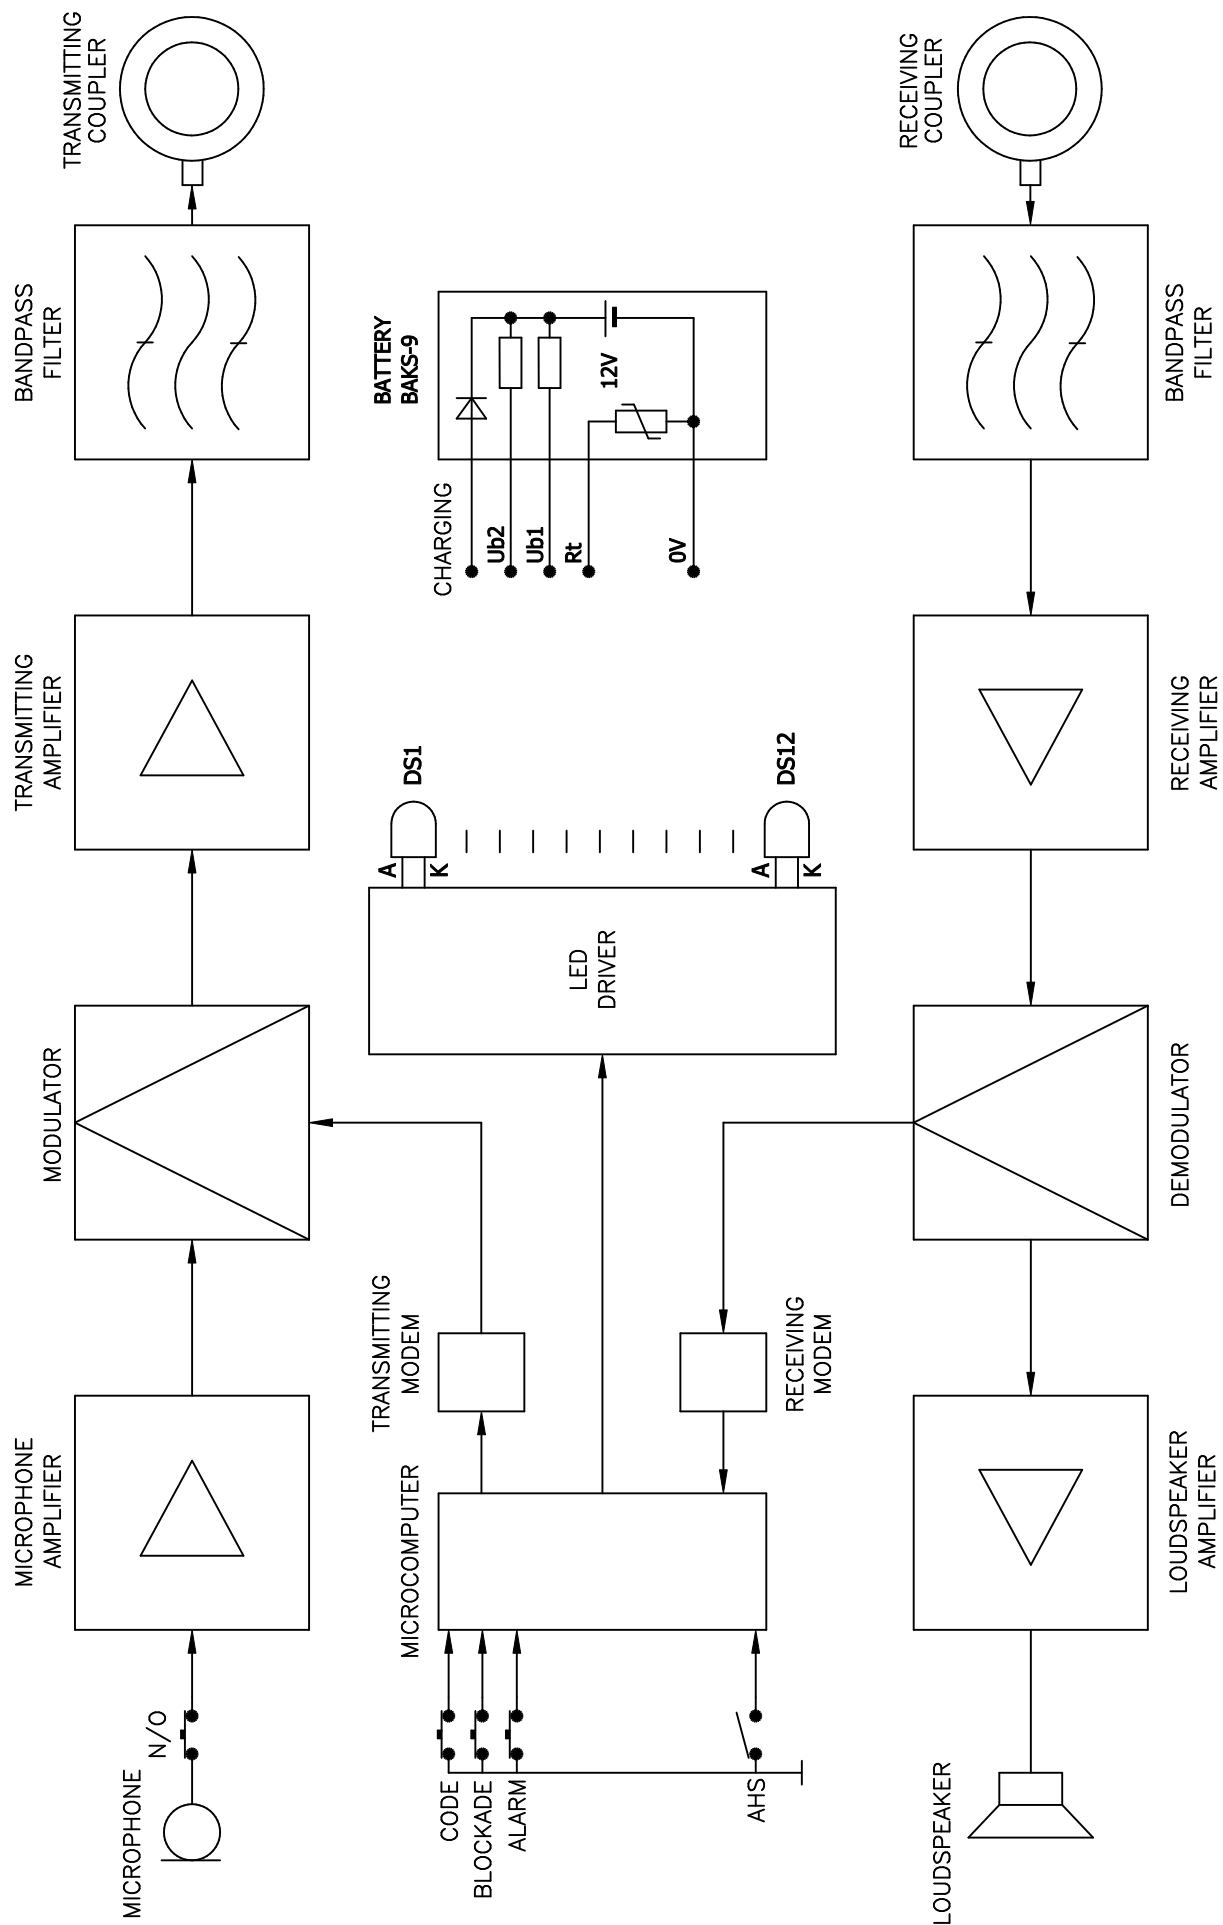 MICROPHONE
N/O
MICROPHONE
AMPLIFIER
MODULATOR
TRANSMITTING
AMPLIFIER
BANDPASS
FILTER
TRANSMITTING
COUPLER
CODE
BLOCKADE
ALARM
AHS
MICROCOMPUTER
TRANSMITTING
MODEM
RECEIVING
MODEM
LED
DRIVER
A
K
DS1
A
K
DS12
CHARGING
Ub2
Ub1
Rt
0V
BATTERY
BAKS-9
12V
LOUDSPEAKER
LOUDSPEAKER
AMPLIFIER
DEMODULATOR
RECEIVING
AMPLIFIER
BANDPASS
FILTER
RECEIVING
COUPLER